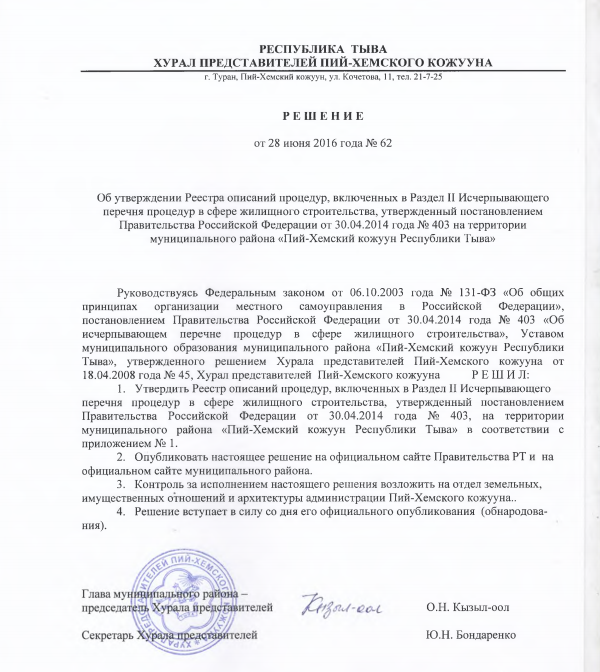 РЕСПУБЛИКА ТЫВА
ХУРАЛ ПРЕДСТАВИТЕЛЕЙ ПИЙ-ХЕМСКОГО КОЖУУНА
г. Туран, Пий-Хемский кожуун, ул. Кочетова, 11, тел. 21-7-25
Р Е Ш Е Н И Е
от 28 июня 2016 года № 62
Об утверждении Реестра описаний процедур, включенных в Раздел II Исчерпывающего
перечня процедур в сфере жилищного строительства, утвержденный постановлением
Правительства Российской Федерации от 30.04.2014 года № 403 на территории
муниципального района «Пий-Хемский кожуун Республики Тыва»
Руководствуясь Федеральным законом от 06.10.2003 года № 131-ФЗ «Об общих
принципах организации местного самоуправления в Российской Федерации»,
постановлением Правительства Российской Федерации от 30.04.2014 года № 403 «Об
исчерпывающем перечне процедур в сфере жилищного строительства», Уставом
муниципального образования муниципального района «Пий-Хемский кожуун Республики
Тыва», утвержденного решением Хурала представителей Пий-Хемского кожууна от
18.04.2008 года № 45, Хурал представителей Пий-Хемского кожууна Р Е Ш И Л:
1. Утвердить Реестр описаний процедур, включенных в Раздел II Исчерпывающего
перечня процедур в сфере жилищного строительства, утвержденный постановлением
Правительства Российской Федерации от 30.04.2014 года № 403, на территории
муниципального района «Пий-Хемский кожуун Республики Тыва» в соответствии с
приложением № 1.
2. Опубликовать настоящее решение на официальном сайте Правительства РТ и на
официальном сайте муниципального района.
3. Контроль за исполнением настоящего решения возложить на отдел земельных,
имущественных отношений и архитектуры администрации Пий-Хемского кожууна..
4. Решение вступает в силу со дня его официального опубликования (обнародова-
ния).
Глава муниципального района –
председатель Хурала представителей Кызыл-оол О.Н. Кызыл-оол
Секретарь Хурала представителей Ю.Н. Бондаренко